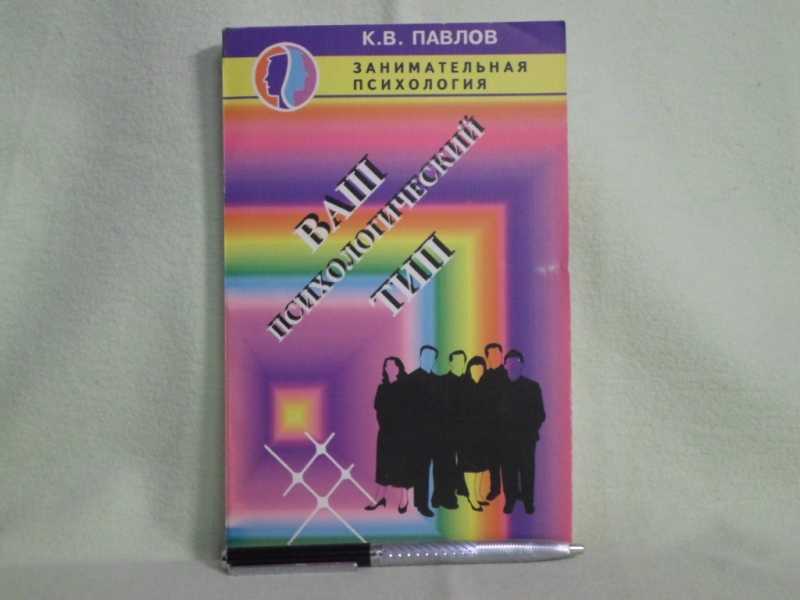 К.В. ПАВЛОВ
ЗАНИМАТЕЛЬНАЯ
ПСИХОЛОГИЯ
ВАШ
ПСИХОЛОГИЧЕСКИЙ
ТИП